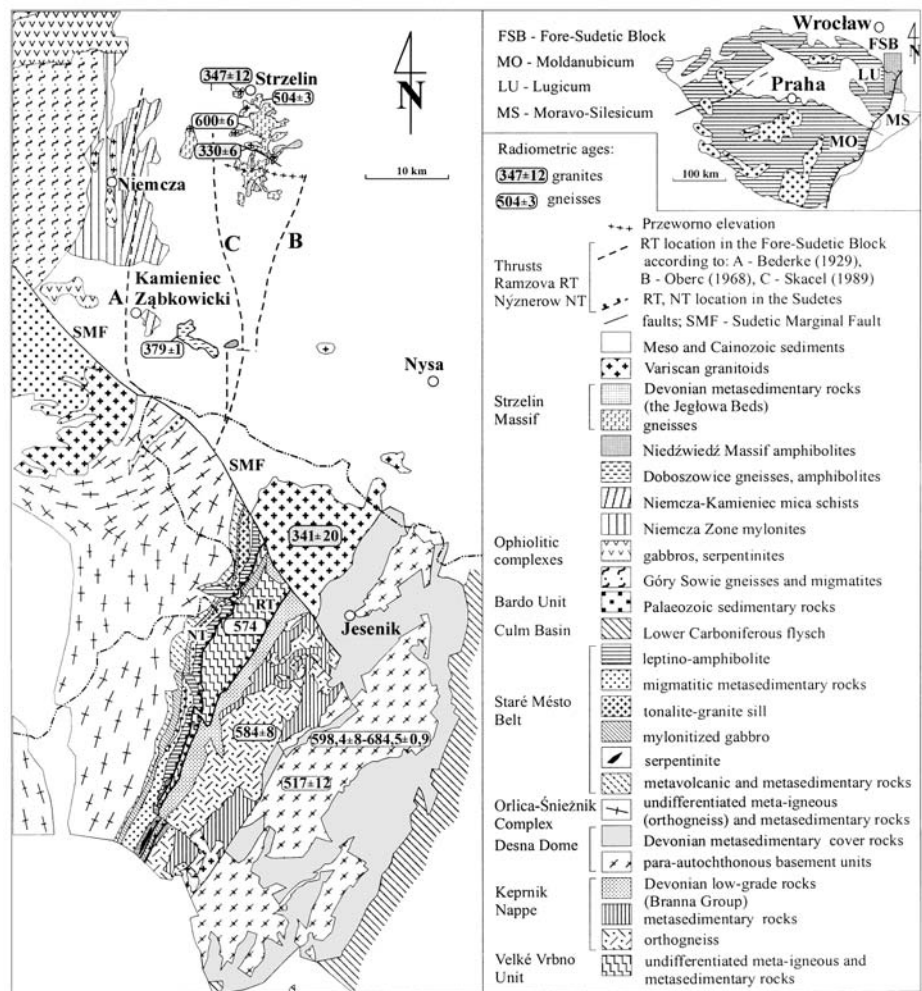 347±12
Strzelin
504±3
600±6
330±6
N
10 km
Niemcza
C
B
Kamieniec
Ząbkowicki
A
SMF
379±1
Nysa
SMF
341±20
RT
NT
574
Jesenik
584±8
598,4±8-684,5±0,9
517±12
FSB - Fore-Sudetic Block
MO - Moldanubicum
LU - Lugicum
MS - Moravo-Silesicum
Wrocław
FSB
LU
Praha
MS
MO
100 km
Radiometric ages:
347±12 granites
504±3 gneisses
Przeworno elevation
Thrusts
Ramzova RT
Nýznerow NT
RT location in the Fore-Sudetic Block
according to: A - Bederke (1929),
B - Oberc (1968), C - Skacel (1989)
RT, NT location in the Sudetes
faults; SMF - Sudetic Marginal Fault
Meso and Cainozoic sediments
Variscan granitoids
Strzelin
Massif
Devonian metasedimentary rocks
(the Jegłowa Beds)
gneisses
Niedźwiedź Massif amphibolites
Doboszowice gneisses, amphibolites
Niemcza-Kamieniec mica schists
Niemcza Zone mylonites
Ophiolitic
complexes
gabbros, serpentinites
Góry Sowie gneisses and migmatites
Bardo Unit
Palaeozoic sedimentary rocks
Culm Basin
Lower Carboniferous flysch
Staré Město
Belt
leptino-amphibolite
migmatitic metasedimentary rocks
tonalite-granite sill
mylonitized gabbro
serpentinite
metavolcanic and metasedimentary rocks
Orlica-Śnieżnik
Complex
undifferentiated meta-igneous
(orthogneiss) and metasedimentary rocks
Desna Dome
Devonian metasedimentary cover rocks
para-autochthonous basement units
Keprnik
Nappe
Devonian low-grade rocks
(Branna Group)
metasedimentary rocks
orthogneiss
Velké Vrbno
Unit
undifferentiated meta-igneous and
metasedimentary rocks